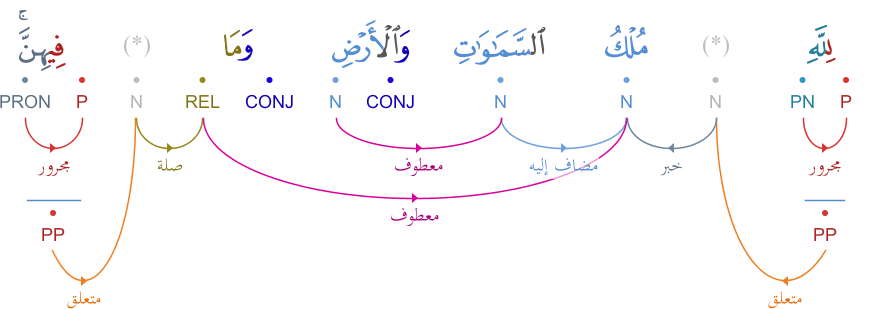 لِلَّهِ (*) مُلْكُ ٱلسَّمَـٰوَٰتِ وَٱلْأَرْضِ وَمَا (*) فِيهِنَّ ۚ
P PN N N N CONJ N CONJ REL N P PRON
مجرور خبر مضاف إليه معطوف صلة مجرور
معطوف
PP PP
متعلق متعلق